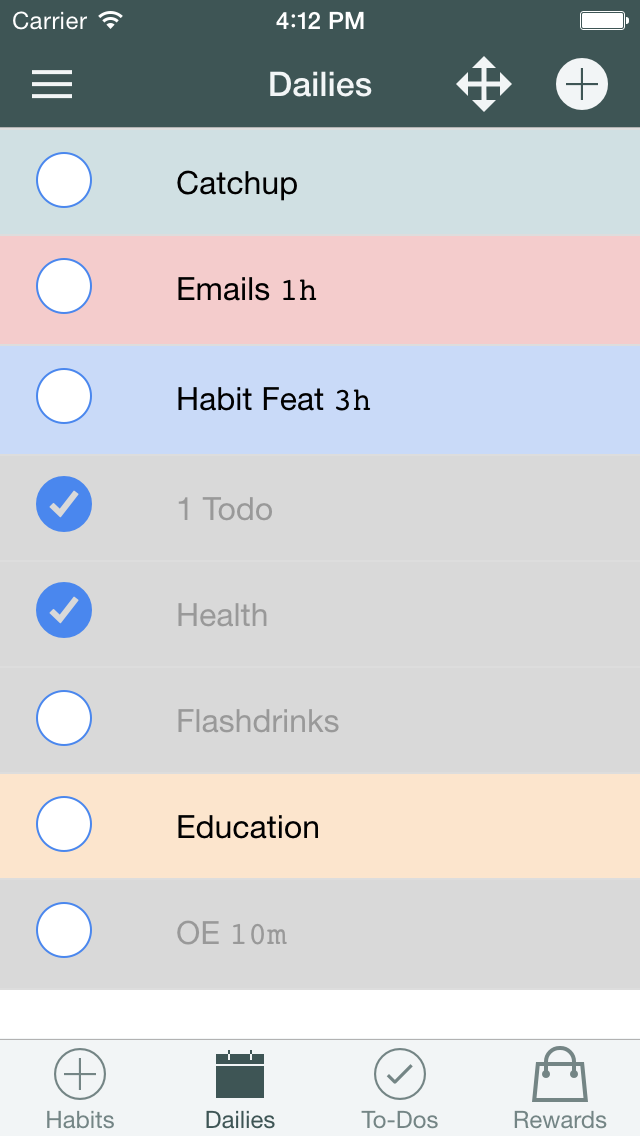 Carrier 4:12 PM
Dailies
Catchup
Emails 1h
Habit Feat 3h
1 Todo
Health
Flashdrinks
Education
OE 10m
Habits Dailies To-Dos Rewards